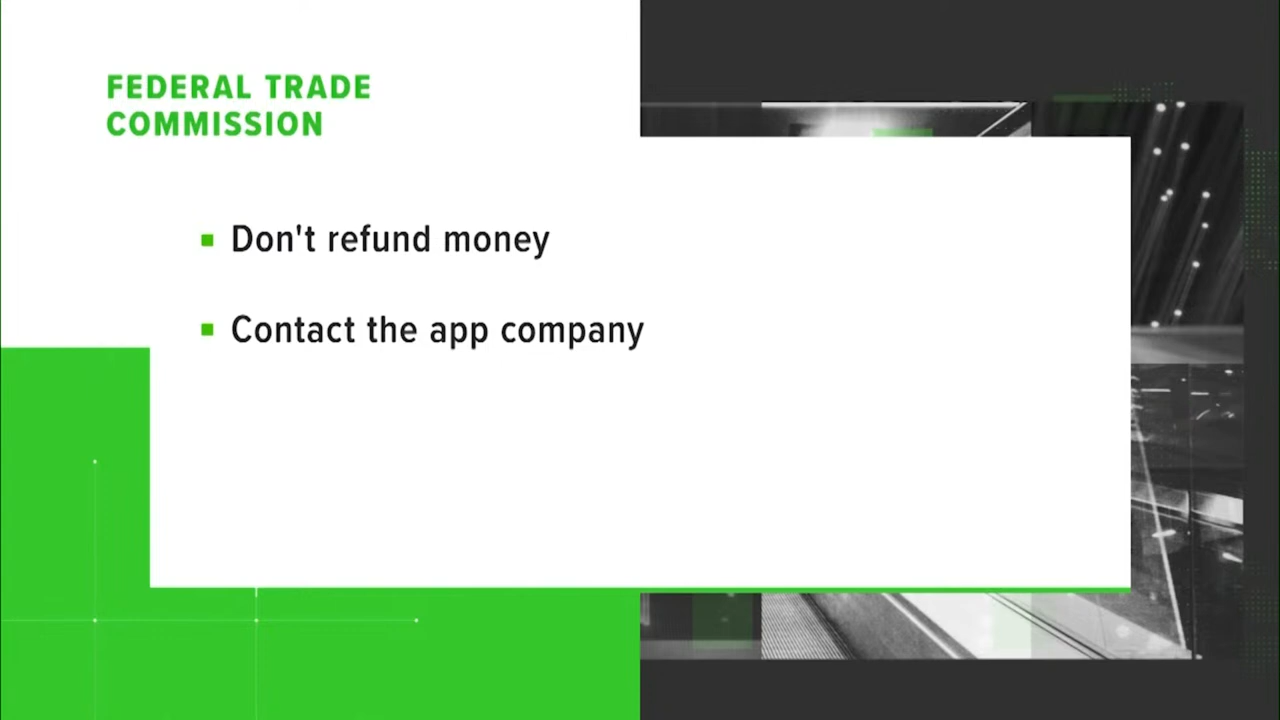 FEDERAL TRADE
COMMISSION
Don't refund money
Contact the app company